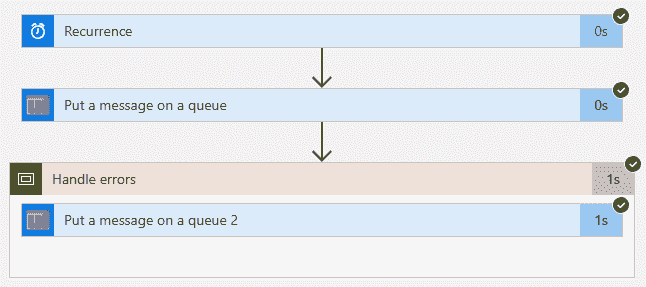 Recurrence 0s
Put a message on a queue 0s
Handle errors 1s
Put a message on a queue 2 1s